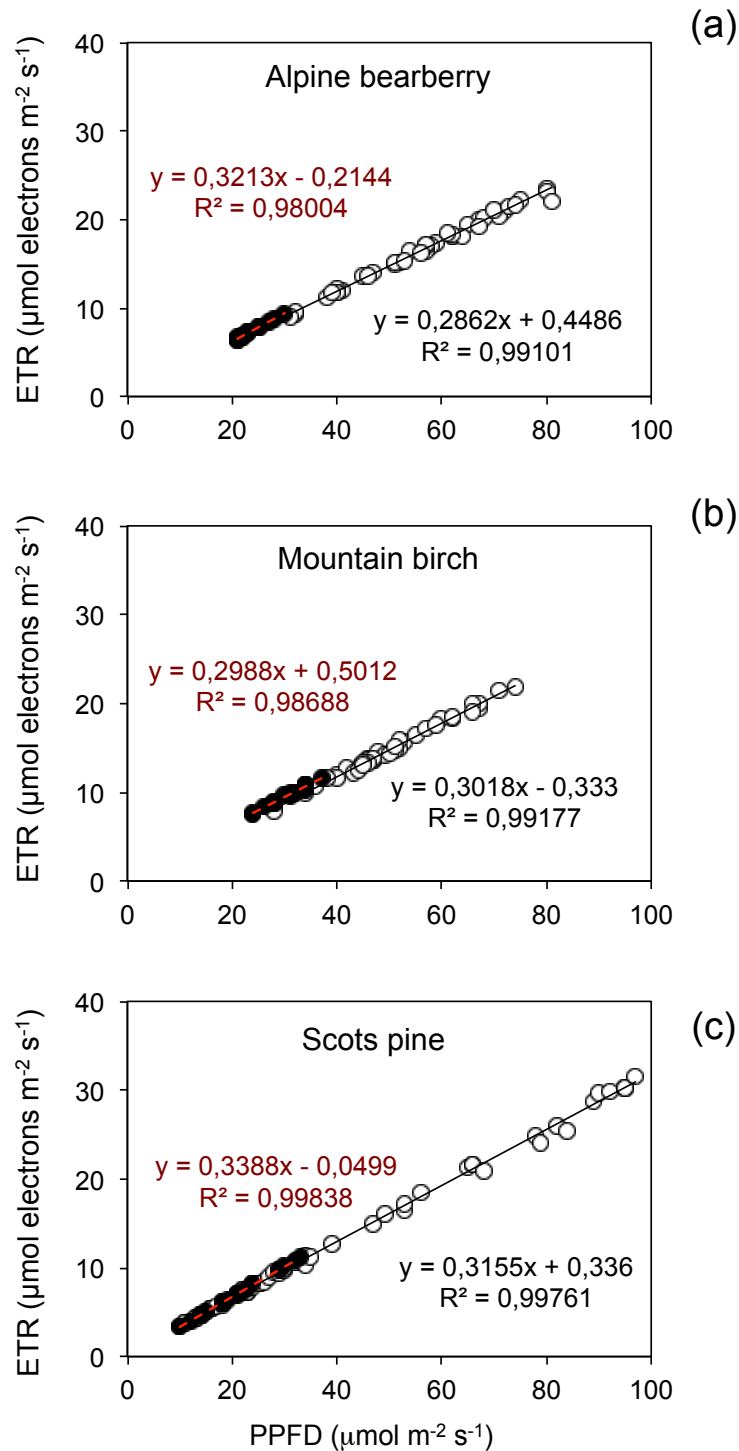 (a)
Alpine bearberry
y = 0,3213x - 0,2144
R² = 0,98004
y = 0,2862x + 0,4486
R² = 0,99101
ETR (µmol electrons m⁻² s⁻¹)
40
30
20
10
0
0 20 40 60 80 100
(b)
Mountain birch
y = 0,2988x + 0,5012
R² = 0,98688
y = 0,3018x - 0,333
R² = 0,99177
ETR (µmol electrons m⁻² s⁻¹)
40
30
20
10
0
0 20 40 60 80 100
(c)
Scots pine
y = 0,3388x - 0,0499
R² = 0,99838
y = 0,3155x + 0,336
R² = 0,99761
ETR (µmol electrons m⁻² s⁻¹)
40
30
20
10
0
0 20 40 60 80 100
PPFD (µmol m⁻² s⁻¹)